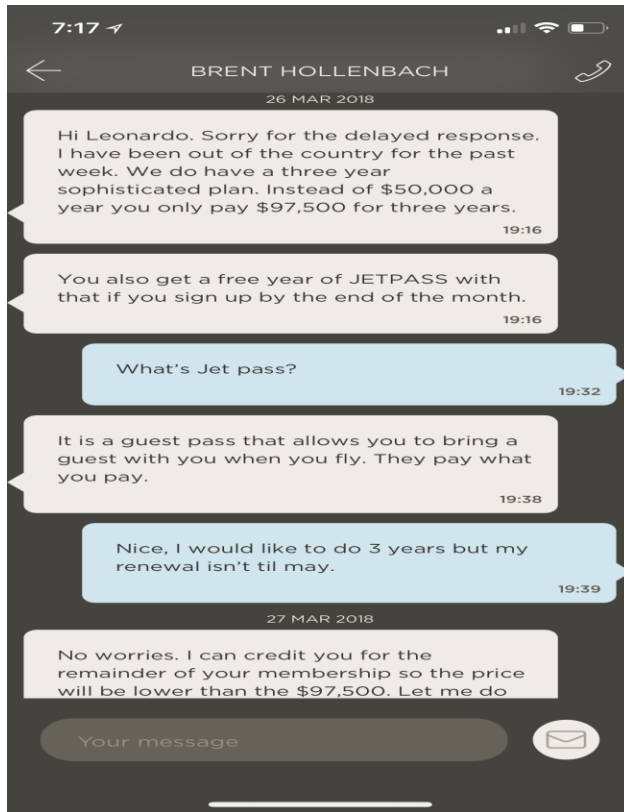 7:17
BRENT HOLLENBACH
26 MAR 2018
Hi Leonardo. Sorry for the delayed response.
I have been out of the country for the past
week. We do have a three year
sophisticated plan. Instead of $50,000 a
year you only pay $97,500 for three years.
19:16
You also get a free year of JETPASS with
that if you sign up by the end of the month.
19:16
What's Jet pass?
19:32
It is a guest pass that allows you to bring a
guest with you when you fly. They pay what
you pay.
19:38
Nice, I would like to do 3 years but my
renewal isn't til may.
19:39
27 MAR 2018
No worries. I can credit you for the
remainder of your membership so the price
will be lower than the $97,500. Let me do
Your message